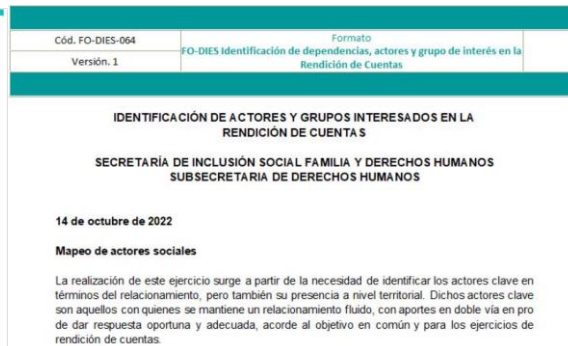 Cód. FO-DIES-064
Formato
FO-DIES Identificación de dependencias, actores y grupo de interés en la
Versión. 1
Rendición de Cuentas
IDENTIFICACIÓN DE ACTORES Y GRUPOS INTERESADOS EN LA
RENDICIÓN DE CUENTAS
SECRETARÍA DE INCLUSIÓN SOCIAL FAMILIA Y DERECHOS HUMANOS
SUBSECRETARIA DE DERECHOS HUMANOS
14 de octubre de 2022
Mapeo de actores sociales
La realización de este ejercicio surge a partir de la necesidad de identificar los actores clave en
términos del relacionamiento, pero también su presencia a nivel territorial. Dichos actores clave
son aquellos con quienes se mantiene un relacionamiento fluido, con aportes en doble vía en pro
de dar respuesta oportuna y adecuada, acorde al objetivo en común y para los ejercicios de
rendición de cuentas.